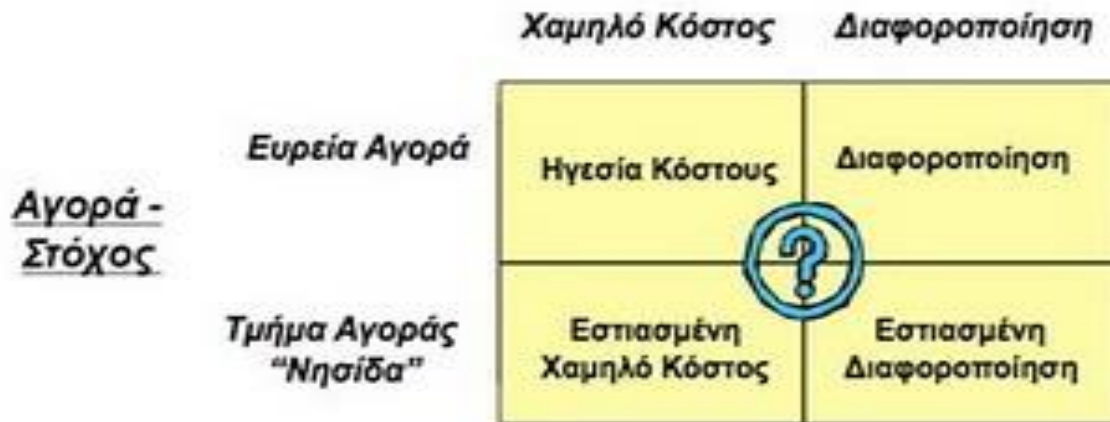 Χαμηλό Κόστος Διαφοροποίηση
Ευρεία Αγορά
Ηγεσία Κόστους
Διαφοροποίηση
Αγορά -
Στόχος
?
Τμήμα Αγοράς
“Νησίδα”
Εστιασμένη
Χαμηλό Κόστος
Εστιασμένη
Διαφοροποίηση